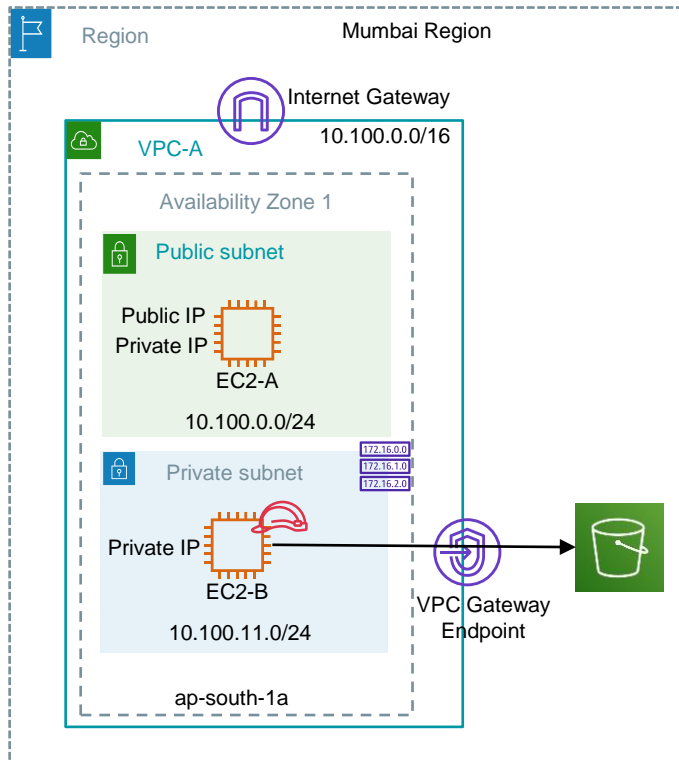 Region
Mumbai Region
Internet Gateway
10.100.0.0/16
VPC-A
Availability Zone 1
Public subnet
Public IP
Private IP
EC2-A
10.100.0.0/24
172.16.0.0
172.16.1.0
172.16.2.0
Private subnet
Private IP
EC2-B
10.100.11.0/24
VPC Gateway
Endpoint
ap-south-1a